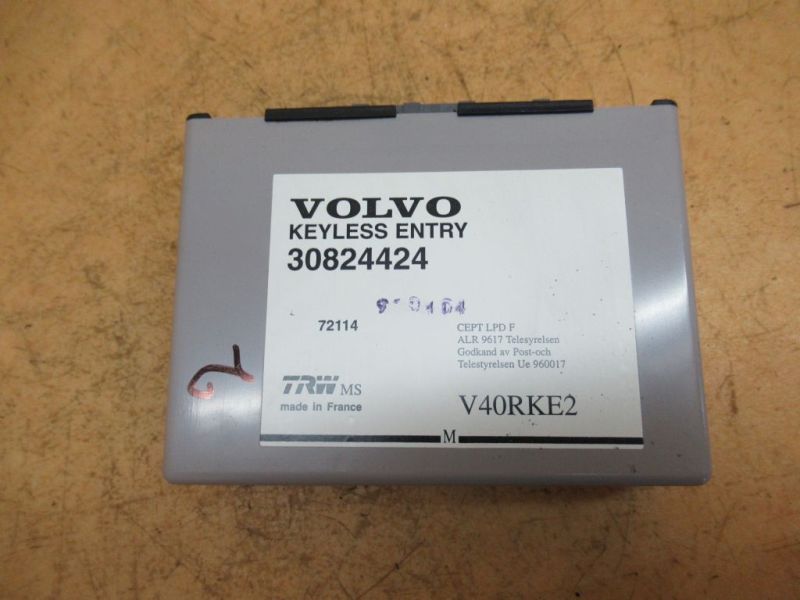 VOLVO
KEYLESS ENTRY
30824424
72114
CEPT LPD F
ALR 9617 Telesyrelsen
Godkand av Post-och
Telestyrelsen Ue 960017
TRW MS
made in France
V40RKE2
M